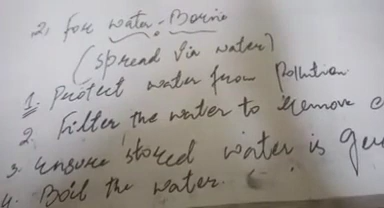 2. For water-Borne
(spread via water)
1. Protect water from Pollution
2. Filter the water to remove c
3. ensure stored water is
4. Boil the water.